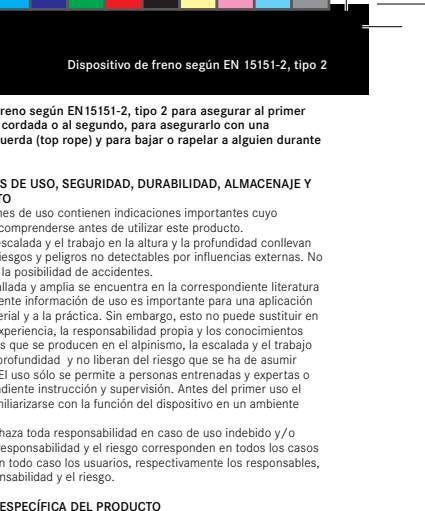 Dispositivo de freno según EN 15151-2, tipo 2
freno según EN15151-2, tipo 2 para asegurar al primer
cordada o al segundo, para asegurarlo con una
uerda (top rope) y para bajar o rapelar a alguien durante
S DE USO, SEGURIDAD, DURABILIDAD, ALMACENAJE Y
TO
nes de uso contienen indicaciones importantes cuyo
comprenderse antes de utilizar este producto.
escalada y el trabajo en la altura y la profundidad conllevan
iesgos y peligros no detectables por influencias externas. No
la posibilidad de accidentes.
llada y amplia se encuentra en la correspondiente literatura
ente información de uso es importante para una aplicación
erial y a la práctica. Sin embargo, esto no puede sustituir en
xperiencia, la responsabilidad propia y los conocimientos
s que se producen en el alpinismo, la escalada y el trabajo
profundidad y no liberan del riesgo que se ha de asumir
El uso sólo se permite a personas entrenadas y expertas o
ndiente instrucción y supervisión. Antes del primer uso el
miliarizarse con la función del dispositivo en un ambiente
haza toda responsabilidad en caso de uso indebido y/o
responsabilidad y el riesgo corresponden en todos los casos
n todo caso los usuarios, respectivamente los responsables,
nsabilidad y el riesgo.
ESPECÍFICA DEL PRODUCTO